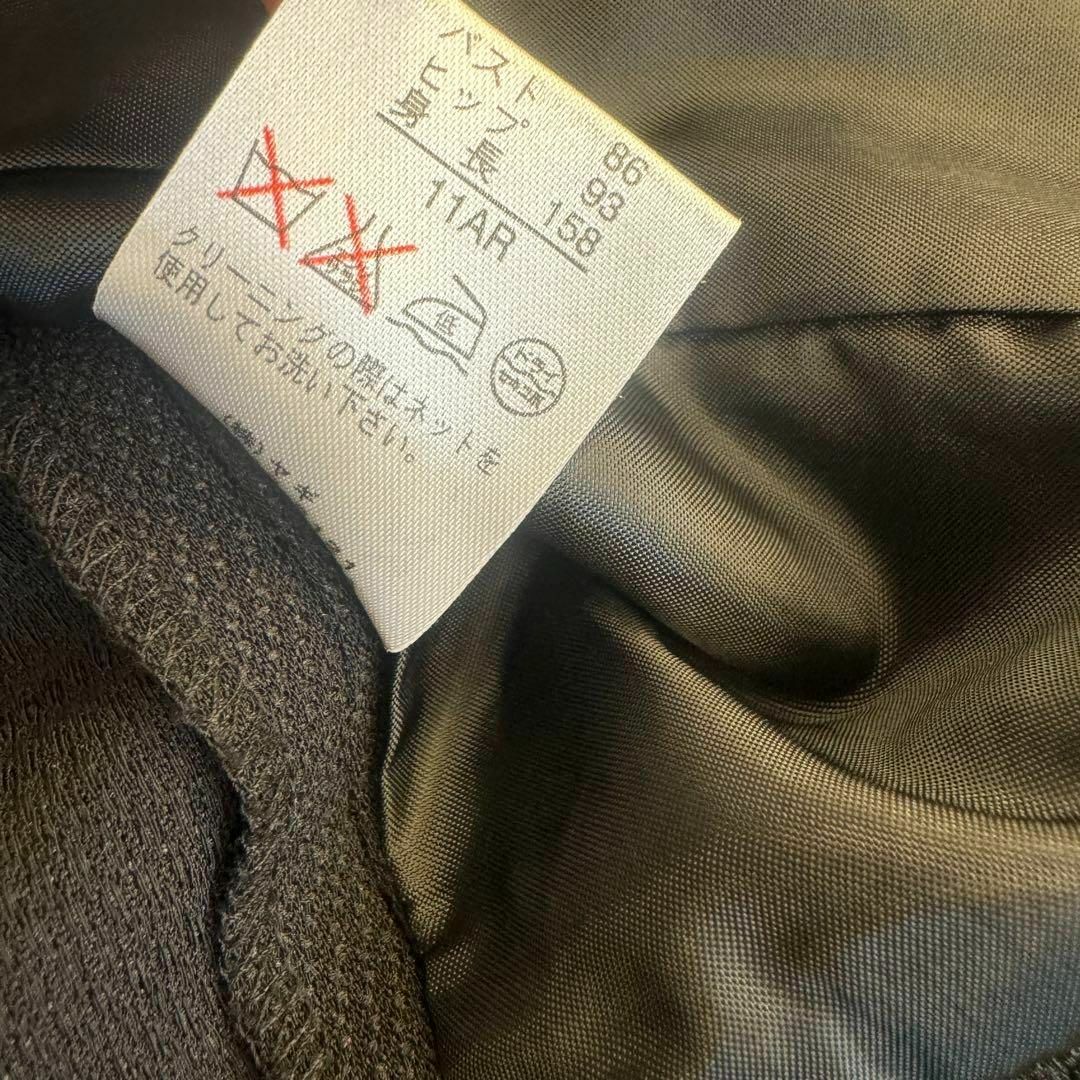 バスト 86
ヒップ 93
身長 158
11AR
低
クリーニングの際はネットを
使用してお洗い下さい。